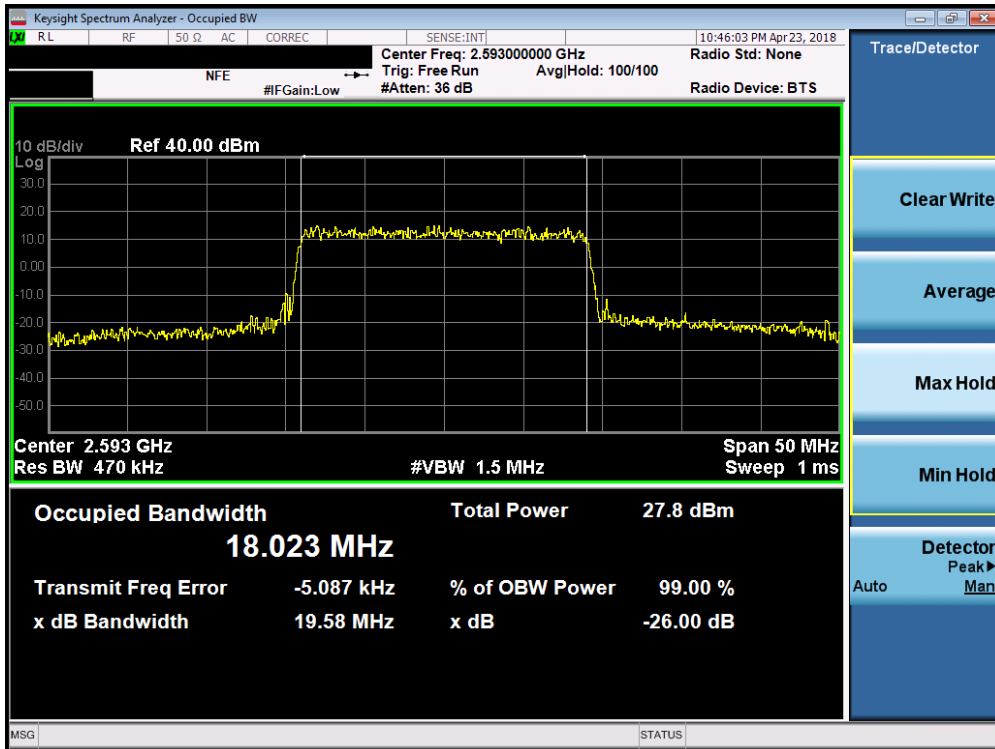 Keysight Spectrum Analyzer - Occupied BW
LXI RL RF 50 Ω AC CORREC SENSE:INT 10:46:03 PM Apr 23, 2018
Center Freq: 2.593000000 GHz Radio Std: None
NFE Trig: Free Run Avg|Hold: 100/100
#IFGain:Low #Atten: 36 dB Radio Device: BTS
10 dB/div Ref 40.00 dBm
Log
30.0
20.0
10.0
0.00
-10.0
-20.0
-30.0
-40.0
-50.0
Center 2.593 GHz Span 50 MHz
Res BW 470 kHz #VBW 1.5 MHz Sweep 1 ms
Occupied Bandwidth Total Power 27.8 dBm
18.023 MHz
Transmit Freq Error -5.087 kHz % of OBW Power 99.00 %
x dB Bandwidth 19.58 MHz x dB -26.00 dB
MSG STATUS
Trace/Detector
Clear Write
Average
Max Hold
Min Hold
Detector
Peak▶
Auto Man